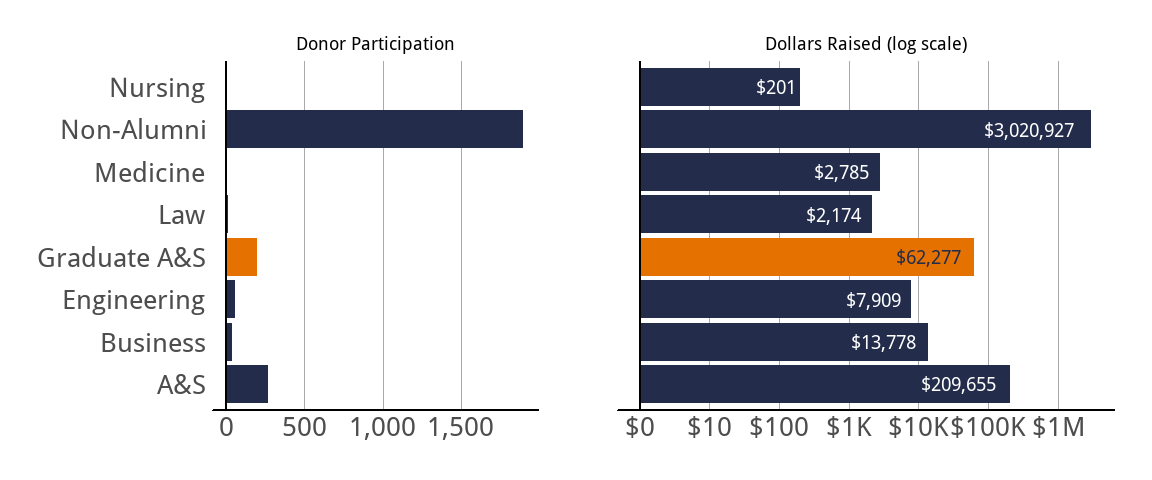 Donor Participation
Dollars Raised (log scale)
Nursing
$201
Non-Alumni
$3,020,927
Medicine
$2,785
Law
$2,174
Graduate A&S
$62,277
Engineering
$7,909
Business
$13,778
A&S
$209,655
0 500 1,000 1,500
$0 $10 $100 $1K $10K $100K $1M